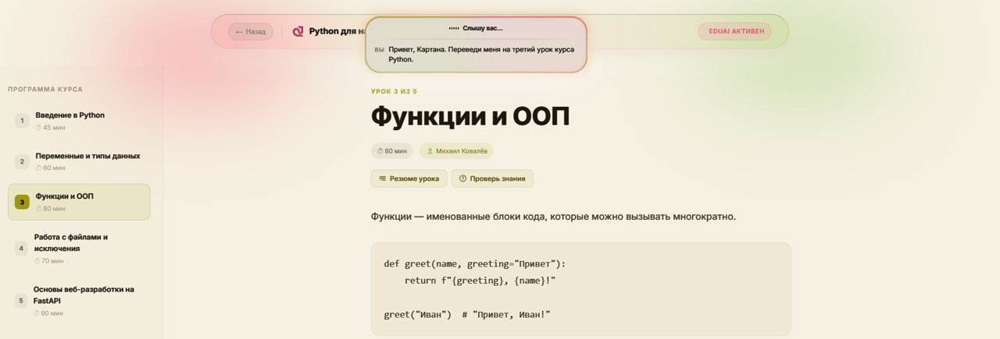 ← Назад
Python для на
Слышу вас...
ВЫ Привет, Картана. Переведи меня на третий урок курса
Python.
EDUAI АКТИВЕН
ПРОГРАММА КУРСА
1 Введение в Python
45 мин
2 Переменные и типы данных
60 мин
3 Функции и ООП
80 мин
4 Работа с файлами и
исключения
70 мин
5 Основы веб-разработки на
FastAPI
90 мин
УРОК 3 ИЗ 5
Функции и ООП
80 мин
Михаил Ковалёв
Резюме урока
Проверь знания
Функции — именованные блоки кода, которые можно вызывать многократно.
def greet(name, greeting="Привет"):
    return f"{greeting}, {name}!"
greet("Иван")  # "Привет, Иван!"